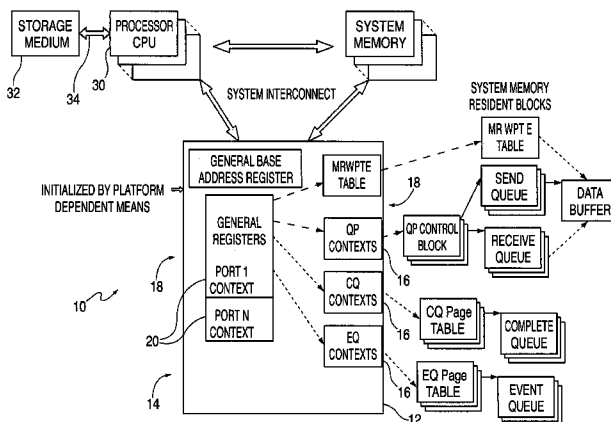 STORAGE
MEDIUM
32
34
PROCESSOR
CPU
30
SYSTEM
MEMORY
SYSTEM INTERCONNECT
SYSTEM MEMORY
RESIDENT BLOCKS
GENERAL BASE
ADDRESS REGISTER
INITIALIZED BY PLATFORM
DEPENDENT MEANS
GENERAL
REGISTERS
PORT 1
CONTEXT
PORT N
CONTEXT
MRWPTE
TABLE
QP
CONTEXTS
CQ
CONTEXTS
EQ
CONTEXTS
MR WPT E
TABLE
SEND
QUEUE
DATA
BUFFER
QP CONTROL
BLOCK
RECEIVE
QUEUE
CQ Page
TABLE
COMPLETE
QUEUE
EQ Page
TABLE
EVENT
QUEUE
18
18
16
16
16
10
20
14
12